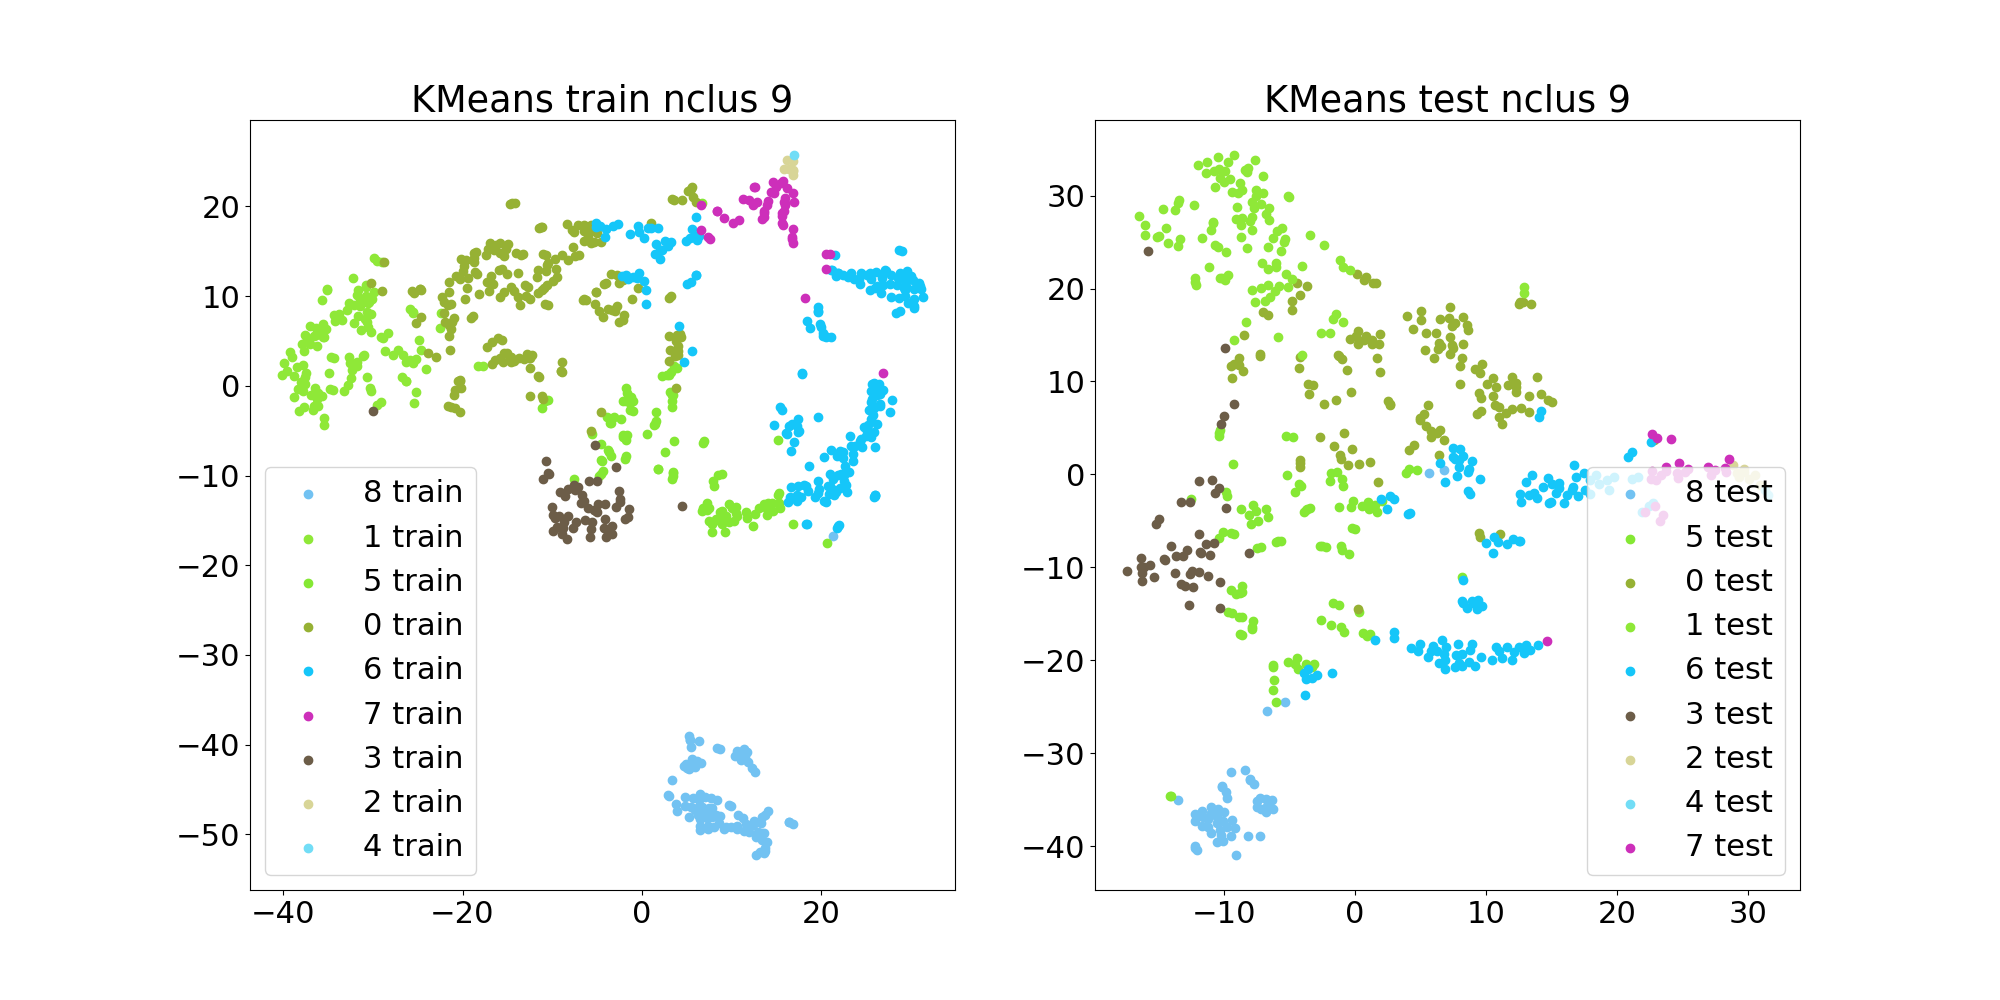 KMeans train nclus 9
20
10
0
−10
−20
−30
−40
−50
−40
−20
0
20
8 train
1 train
5 train
0 train
6 train
7 train
3 train
2 train
4 train
KMeans test nclus 9
30
20
10
0
−10
−20
−30
−40
−10
0
10
20
30
8 test
5 test
0 test
1 test
6 test
3 test
2 test
4 test
7 test